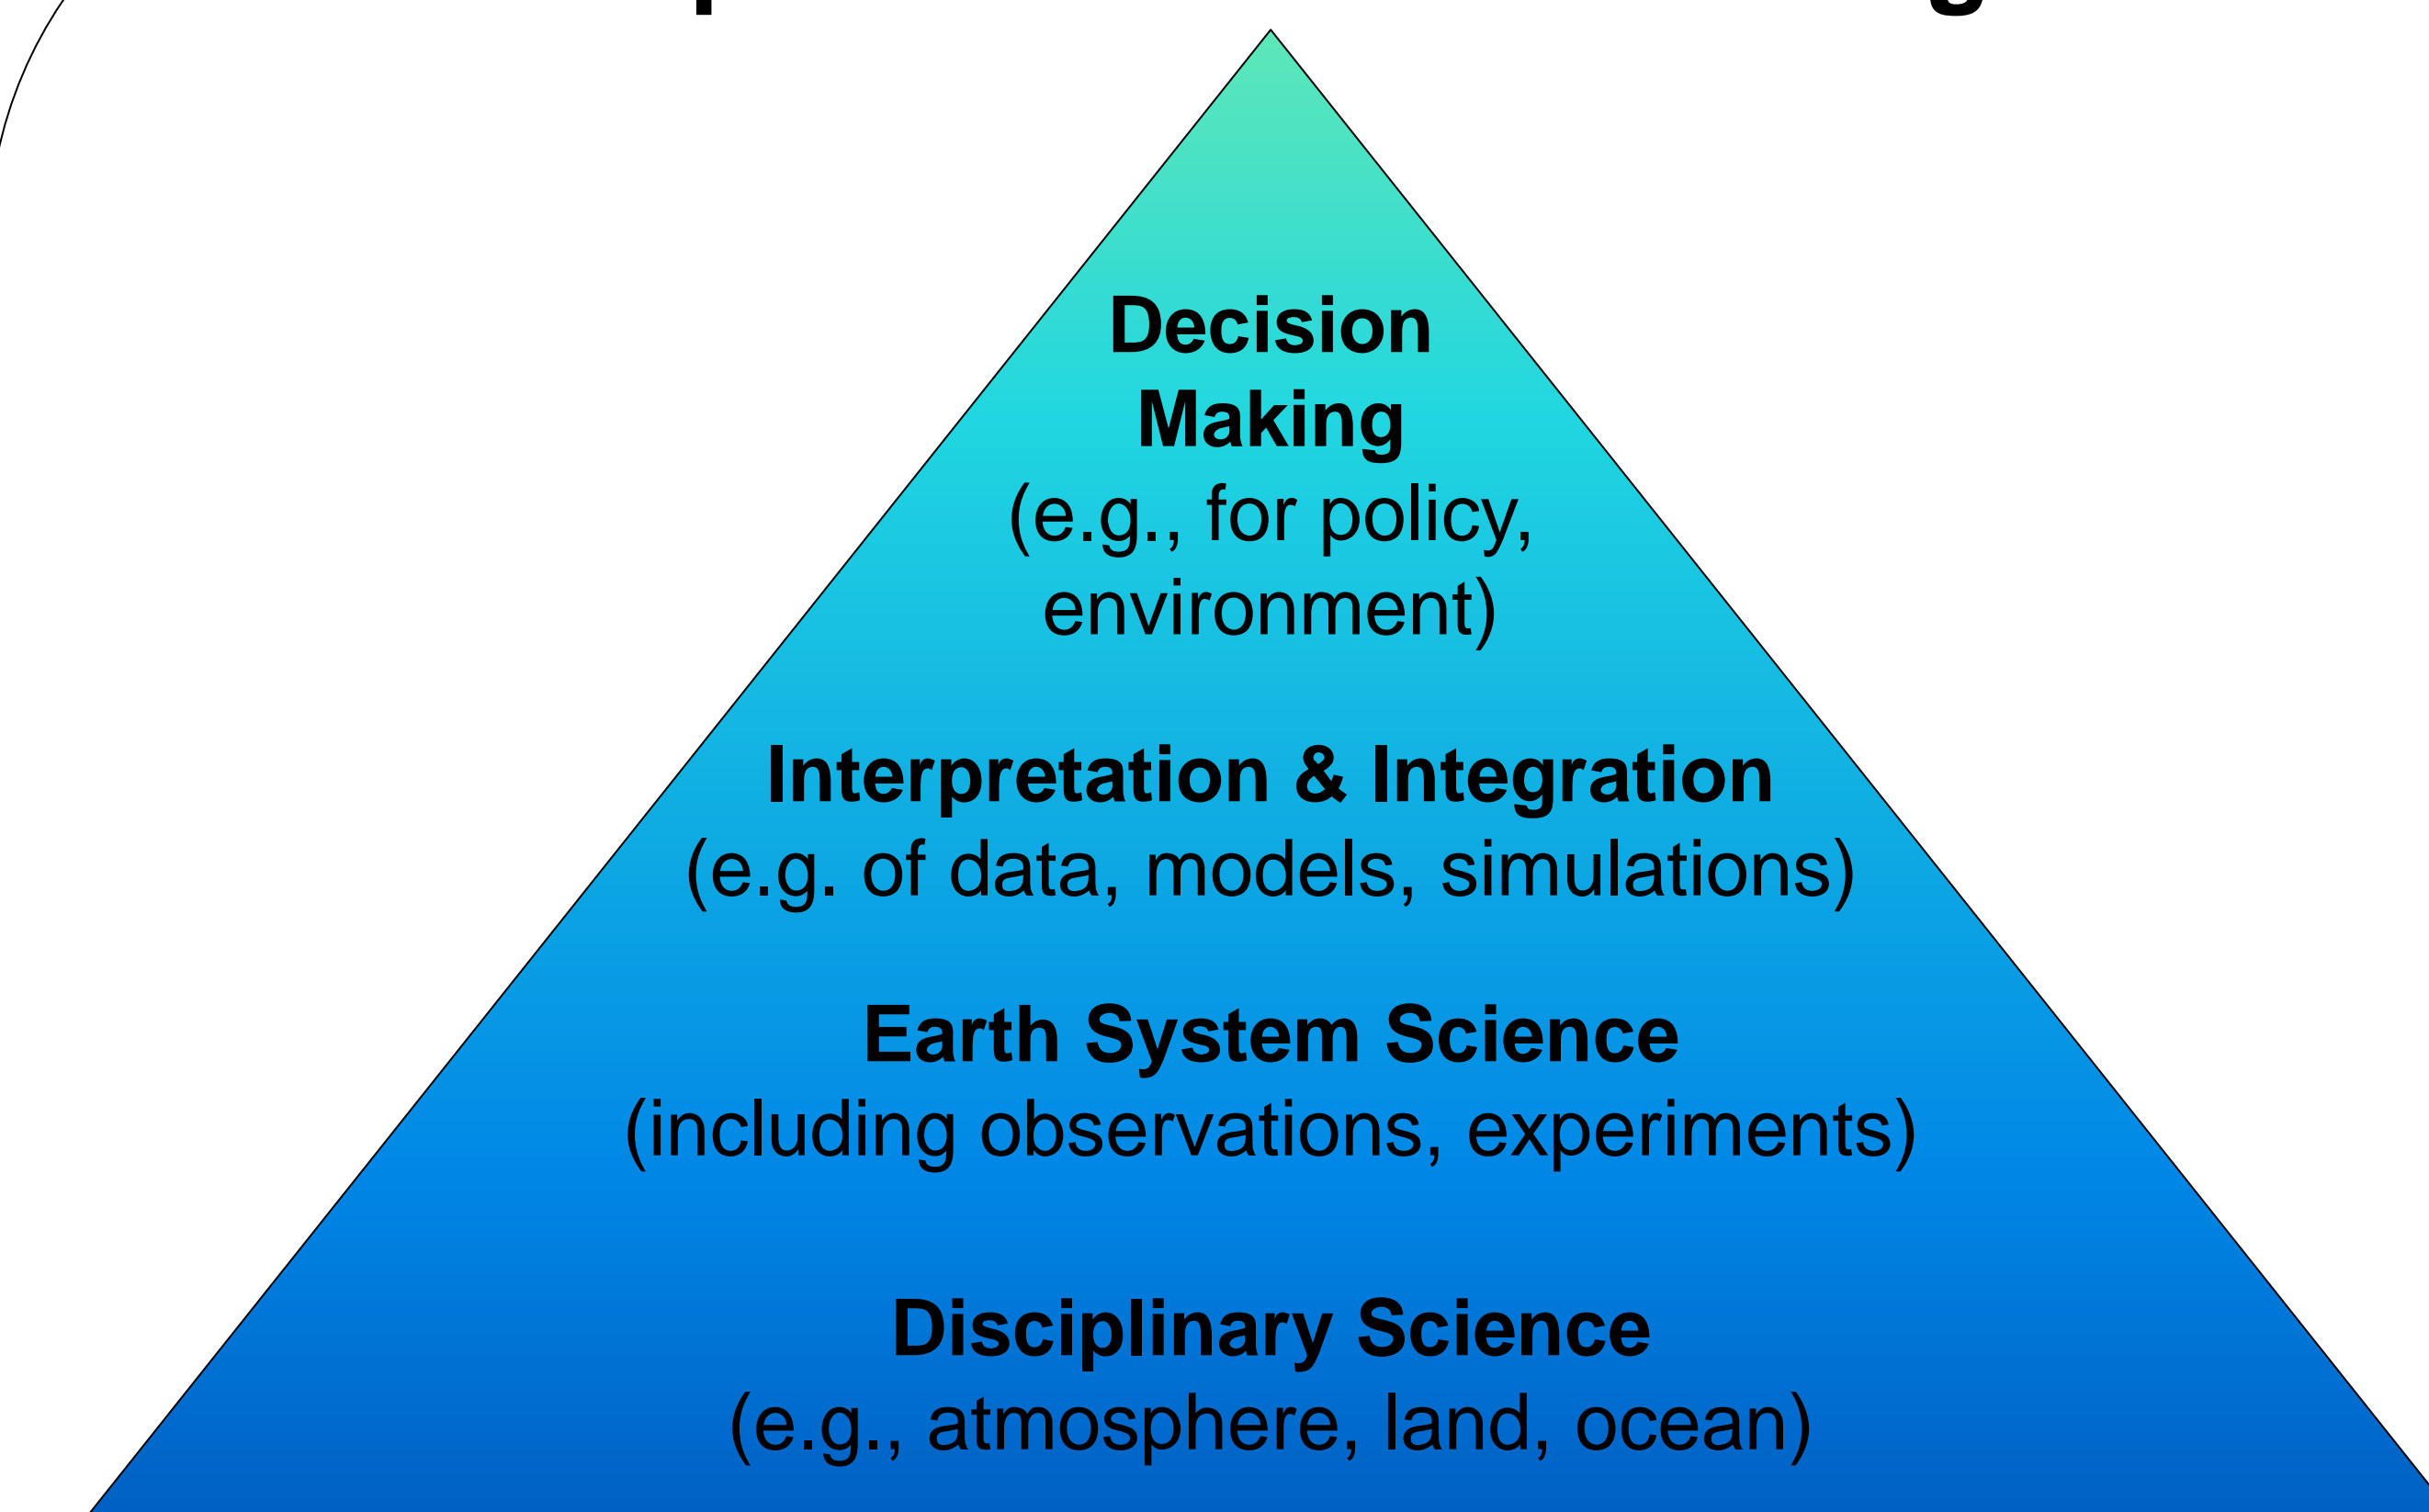 Decision
Making
(e.g., for policy,
environment)
Interpretation & Integration
(e.g. of data, models, simulations)
Earth System Science
(including obervations, experiments)
Disciplinary Science
(e.g., atmosphere, land, ocean)